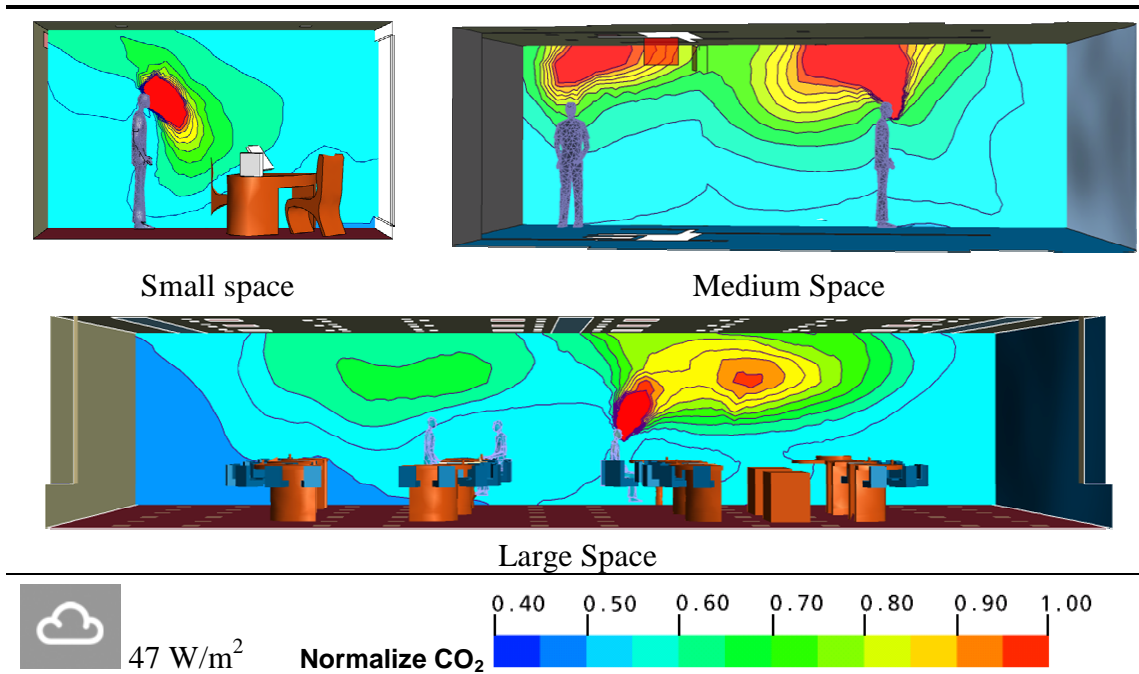 Small space
Medium Space
Large Space
0.40 0.50 0.60 0.70 0.80 0.90 1.00
47 W/m²
Normalize CO₂